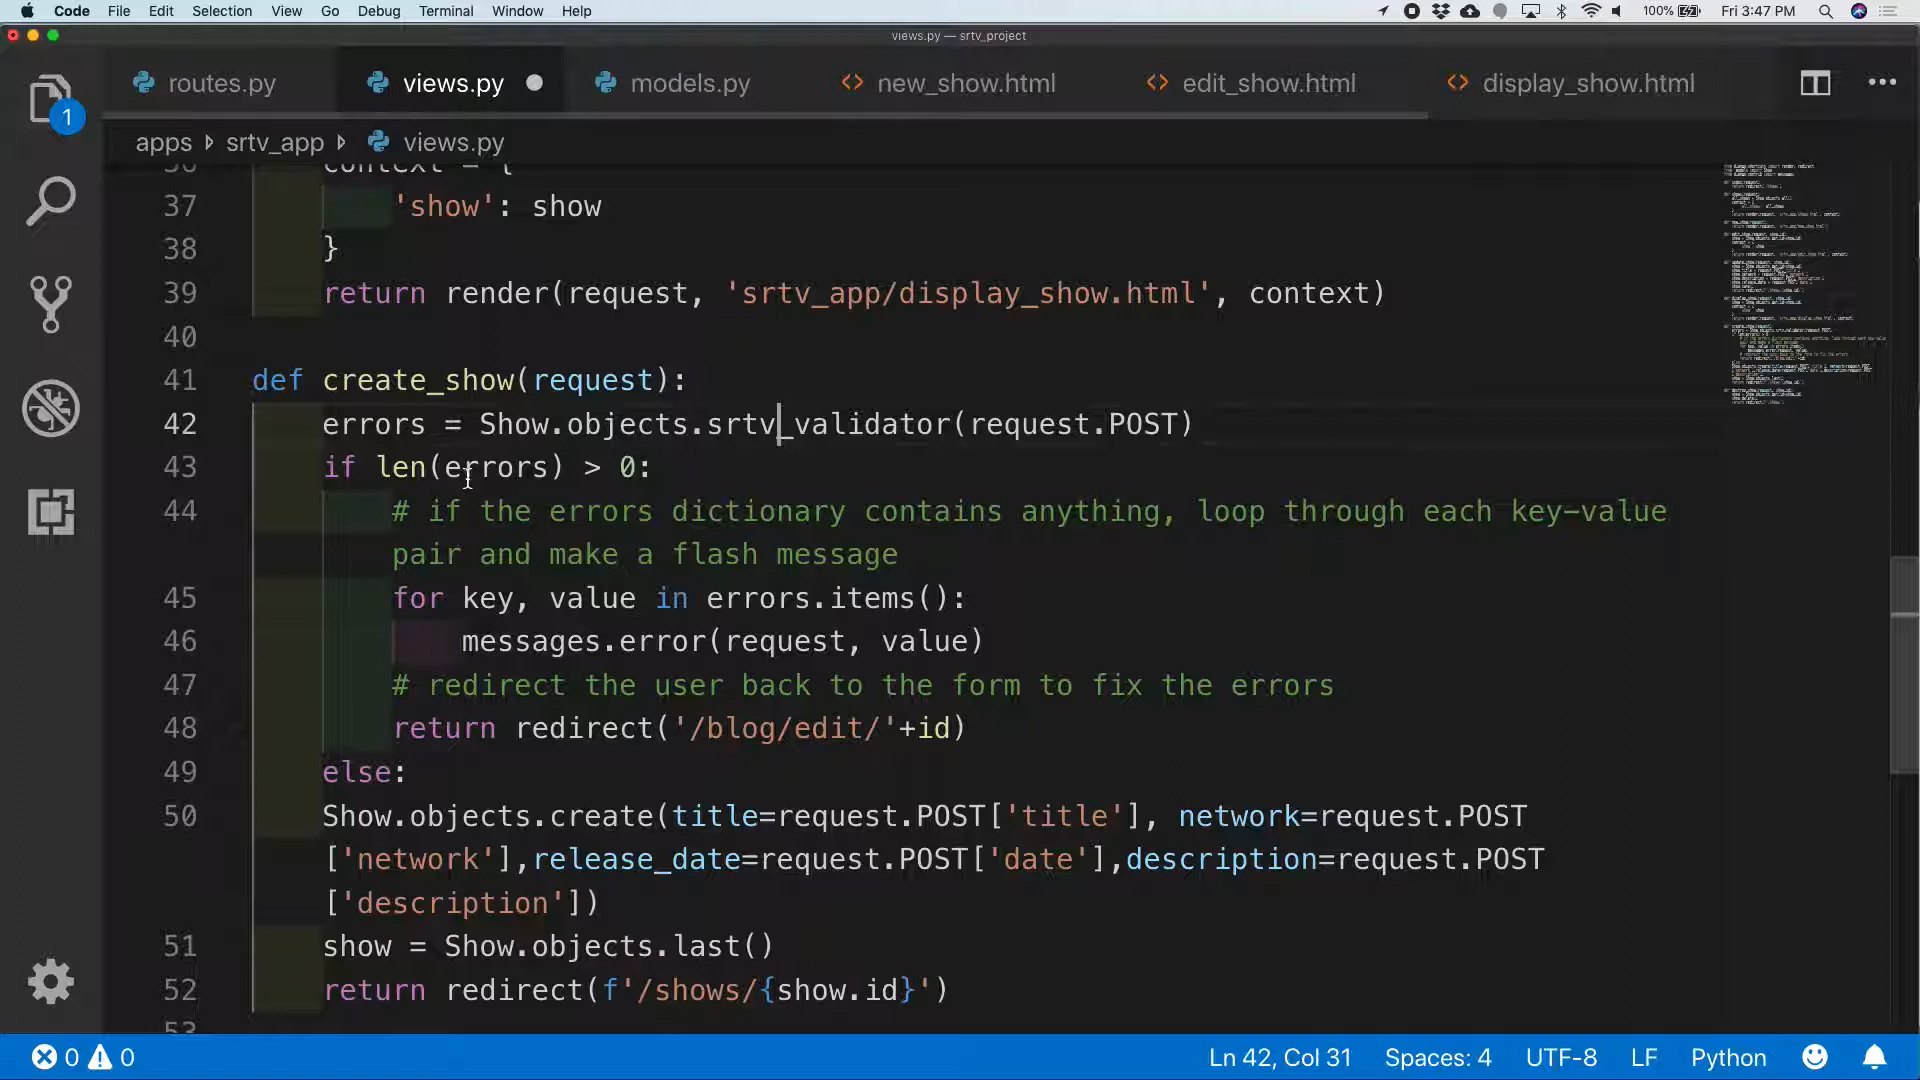 Code File Edit Selection View Go Debug Terminal Window Help 100% Fri 3:47 PM
views.py — srtv_project
routes.py views.py models.py new_show.html edit_show.html display_show.html
1
apps srtv_app views.py
36 context = {
37 'show': show
38 }
39 return render(request, 'srtv_app/display_show.html', context)
40
41 def create_show(request):
42 errors = Show.objects.srtv_validator(request.POST)
43 if len(errors) > 0:
44 # if the errors dictionary contains anything, loop through each key-value
pair and make a flash message
45 for key, value in errors.items():
46 messages.error(request, value)
47 # redirect the user back to the form to fix the errors
48 return redirect('/blog/edit/'+id)
49 else:
50 Show.objects.create(title=request.POST['title'], network=request.POST
['network'],release_date=request.POST['date'],description=request.POST
['description'])
51 show = Show.objects.last()
52 return redirect(f'/shows/{show.id}')
53
0 0 Ln 42, Col 31 Spaces: 4 UTF-8 LF Python